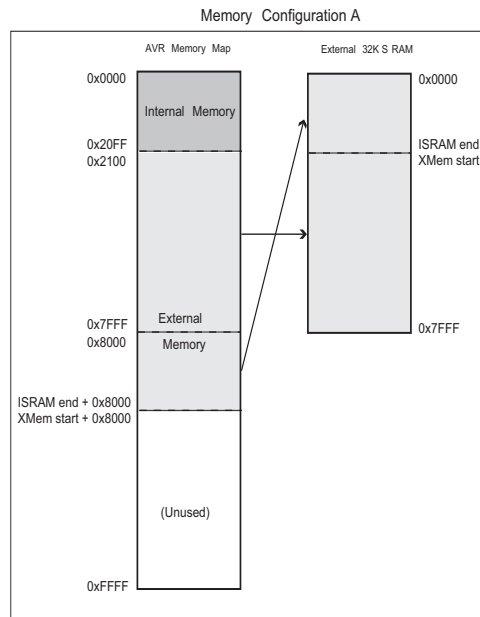 Memory Configuration A
AVR Memory Map
0x0000
Internal Memory
0x20FF
0x2100
0x7FFF
External
0x8000
Memory
ISRAM end + 0x8000
XMem start + 0x8000
(Unused)
0xFFFF
External 32K S RAM
0x0000
ISRAM end
XMem start
0x7FFF